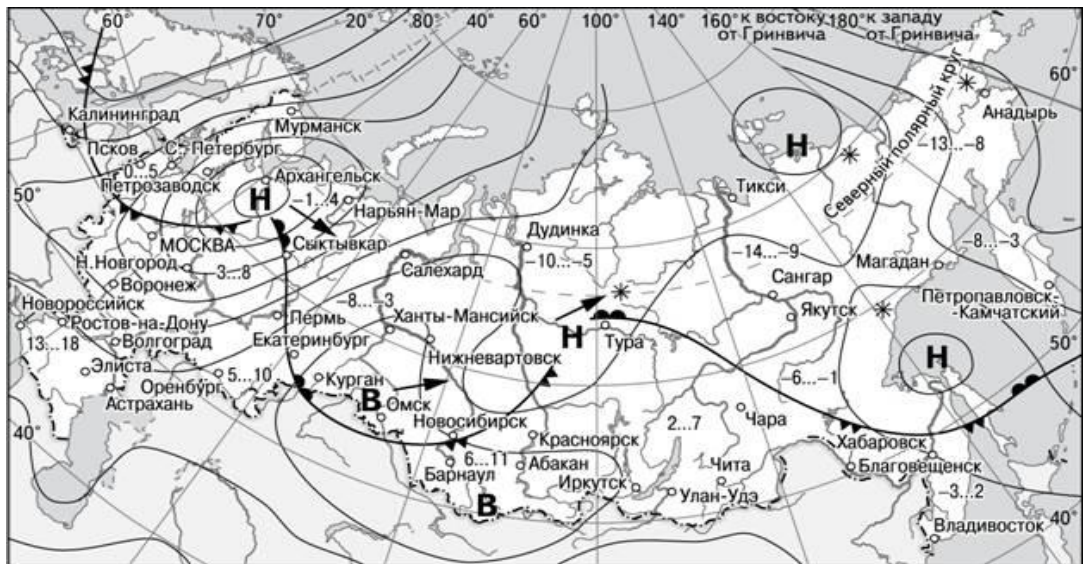 60°
70°
20°
30°
40°
60°
80°
100°
120°
140°
160° к востоку
от Гринвича
180° к западу
от Гринвича
60°
Северный полярный круг
Анадырь
Калининград
Мурманск
Псков
С.-Петербург
0...5
Петрозаводск
Архангельск
Н
–1...4
Нарьян-Мар
50°
Н
–13...–8
Тикси
МОСКВА
Сыктывкар
Дудинка
–10...–5
–14...–9
–8...–3
Н.Новгород
3...8
Салехард
Сангар
Магадан
Воронеж
Новороссийск
–8...–3
Ханты-Мансийск
Якутск
Петропавловск-
-Камчатский
Ростов-на-Дону
Пермь
Н
Тура
13...18
Волгоград
Екатеринбург
Нижневартовск
Н
50°
Элиста
Оренбург
5...10
Курган
–6...–1
Астрахань
В
Омск
Новосибирск
2...7
Чара
40°
Красноярск
Хабаровск
6...11
Барнаул
Абакан
Иркутск
Чита
Благовещенск
В
Улан-Удэ
–3...2
Владивосток
40°